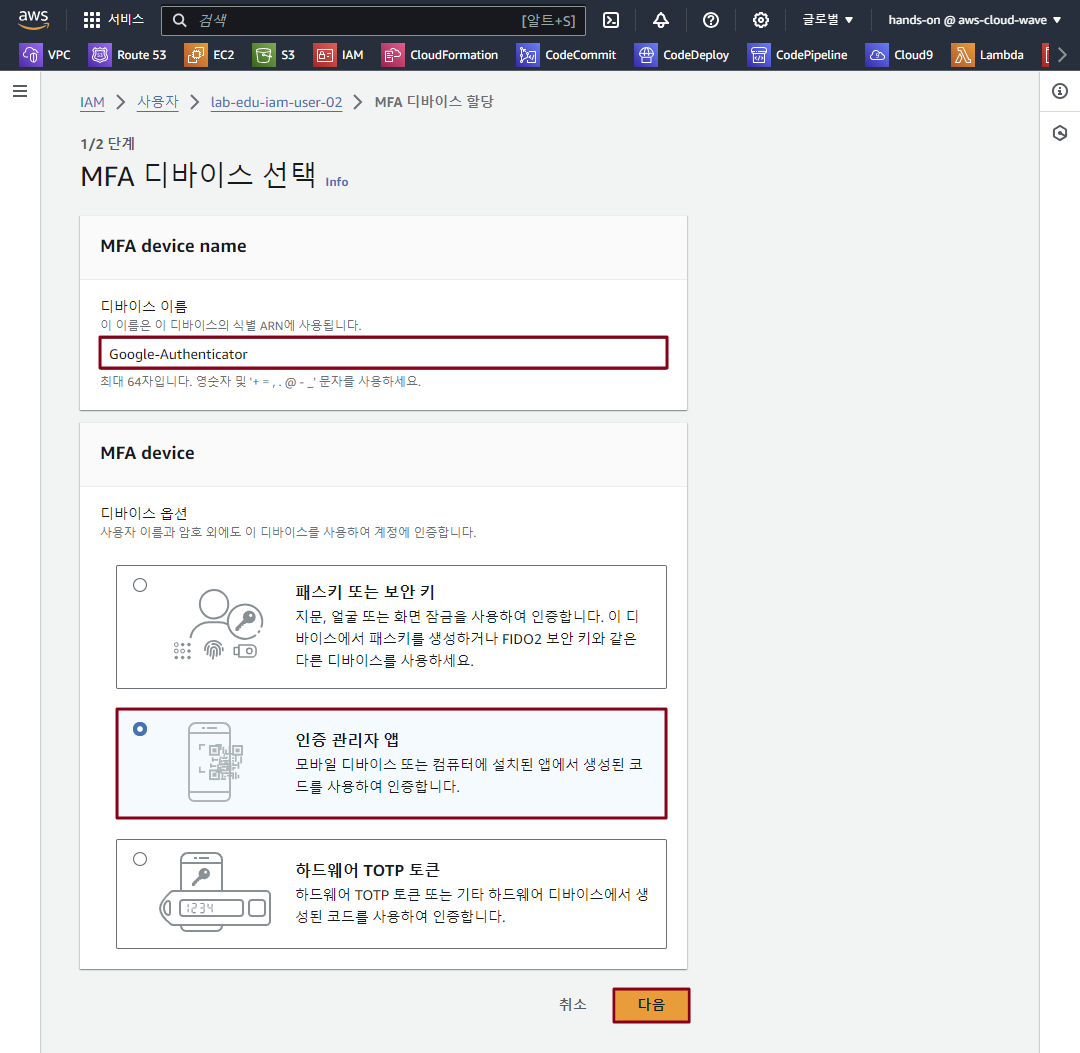 aws 서비스 검색 [알트+S] 글로벌 ▼ hands-on @ aws-cloud-wave ▼
VPC Route 53 EC2 S3 IAM CloudFormation CodeCommit CodeDeploy CodePipeline Cloud9 Lambda
IAM > 사용자 > lab-edu-iam-user-02 > MFA 디바이스 할당
1/2 단계
MFA 디바이스 선택 Info
MFA device name
디바이스 이름
이 이름은 이 디바이스의 식별 ARN에 사용됩니다.
Google-Authenticator
최대 64자입니다. 영숫자 및 '+ = , . @ - _' 문자를 사용하세요.
MFA device
디바이스 옵션
사용자 이름과 암호 외에도 이 디바이스를 사용하여 계정에 인증합니다.
패스키 또는 보안 키
지문, 얼굴 또는 화면 잠금을 사용하여 인증합니다. 이 디
바이스에서 패스키를 생성하거나 FIDO2 보안 키와 같은
다른 디바이스를 사용하세요.
인증 관리자 앱
모바일 디바이스 또는 컴퓨터에 설치된 앱에서 생성된 코
드를 사용하여 인증합니다.
1234
하드웨어 TOTP 토큰
하드웨어 TOTP 토큰 또는 기타 하드웨어 디바이스에서 생
성된 코드를 사용하여 인증합니다.
취소 다음